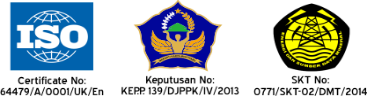 ISO
Certificate No:
64479/A/0001/UK/En
Keputusan No:
KEPP 139/DJPPK/IV/2013
SKT No:
0771/SKT-02/DMT/2014